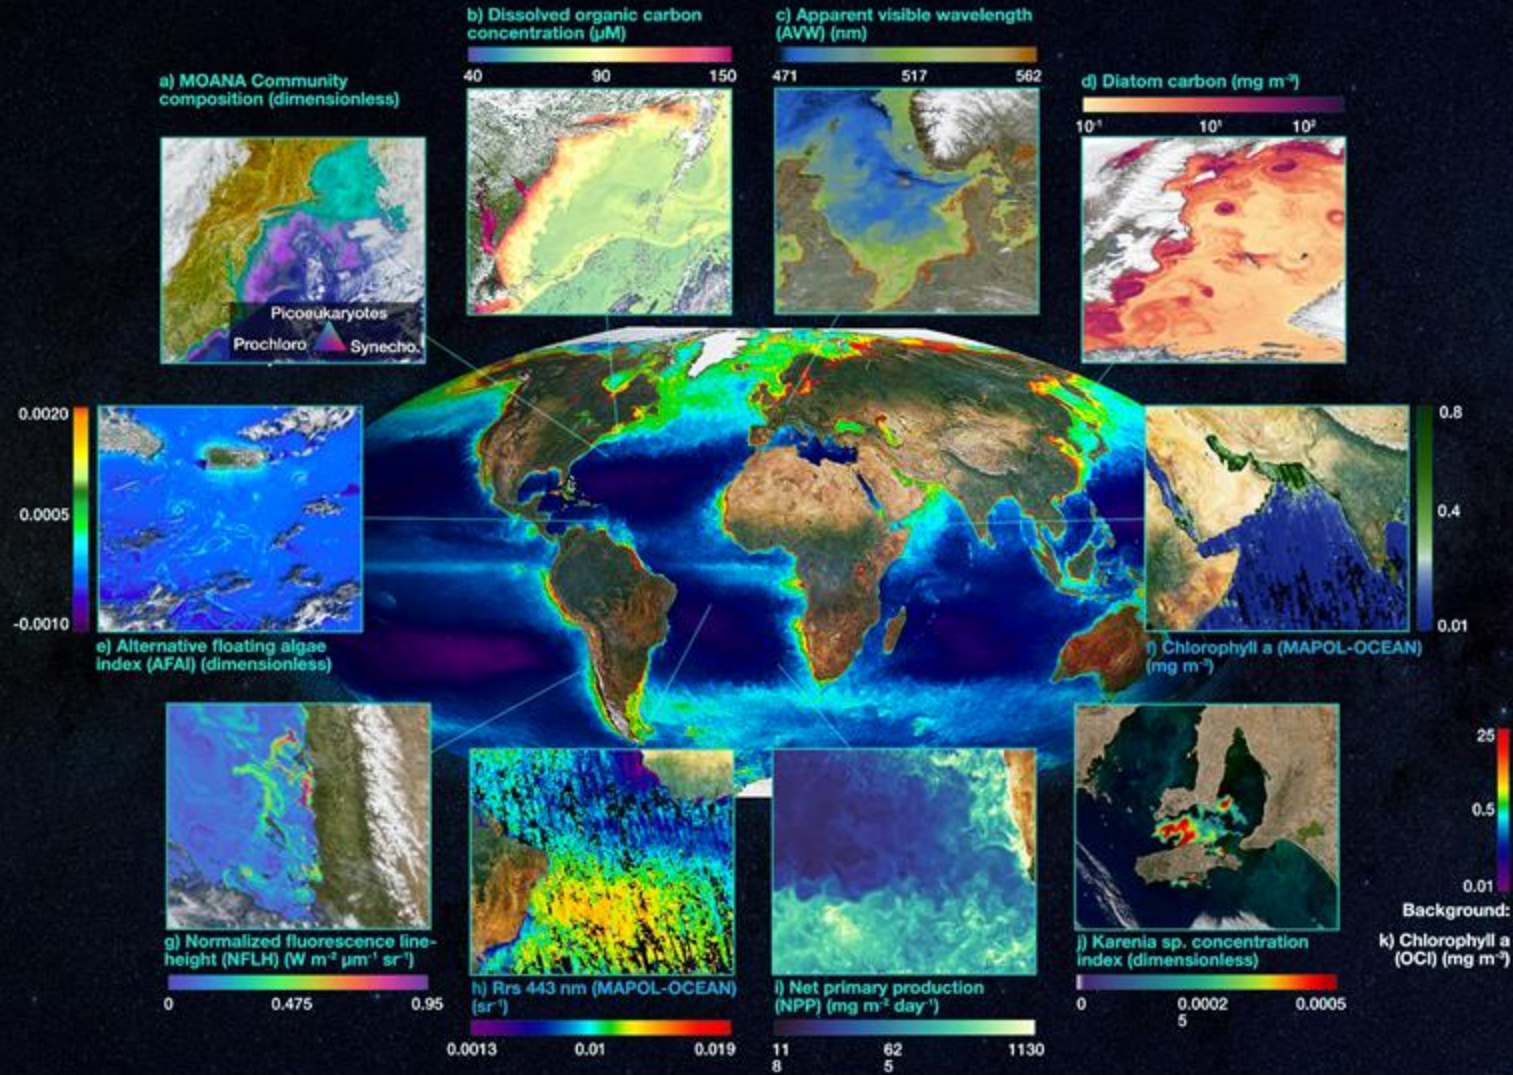 a) MOANA Community
composition (dimensionless)
Picoeukaryotes
Prochloro
Synecho.
b) Dissolved organic carbon
concentration (µM)
40 90 150
c) Apparent visible wavelength
(AVW) (nm)
471 517 562
d) Diatom carbon (mg m⁻³)
10⁻¹ 10¹ 10²
0.0020
0.0005
-0.0010
e) Alternative floating algae
index (AFAI) (dimensionless)
0.8
0.4
0.01
f) Chlorophyll a (MAPOL-OCEAN)
(mg m⁻³)
g) Normalized fluorescence line-
height (NFLH) (W m⁻² µm⁻¹ sr⁻¹)
0 0.475 0.95
h) Rrs 443 nm (MAPOL-OCEAN)
(sr⁻¹)
0.0013 0.01 0.019
i) Net primary production
(NPP) (mg m⁻² day⁻¹)
11 62 1130
8 5
j) Karenia sp. concentration
index (dimensionless)
0 0.0002 0.0005
5
25
0.5
0.01
Background:
k) Chlorophyll a
(OCI) (mg m⁻³)